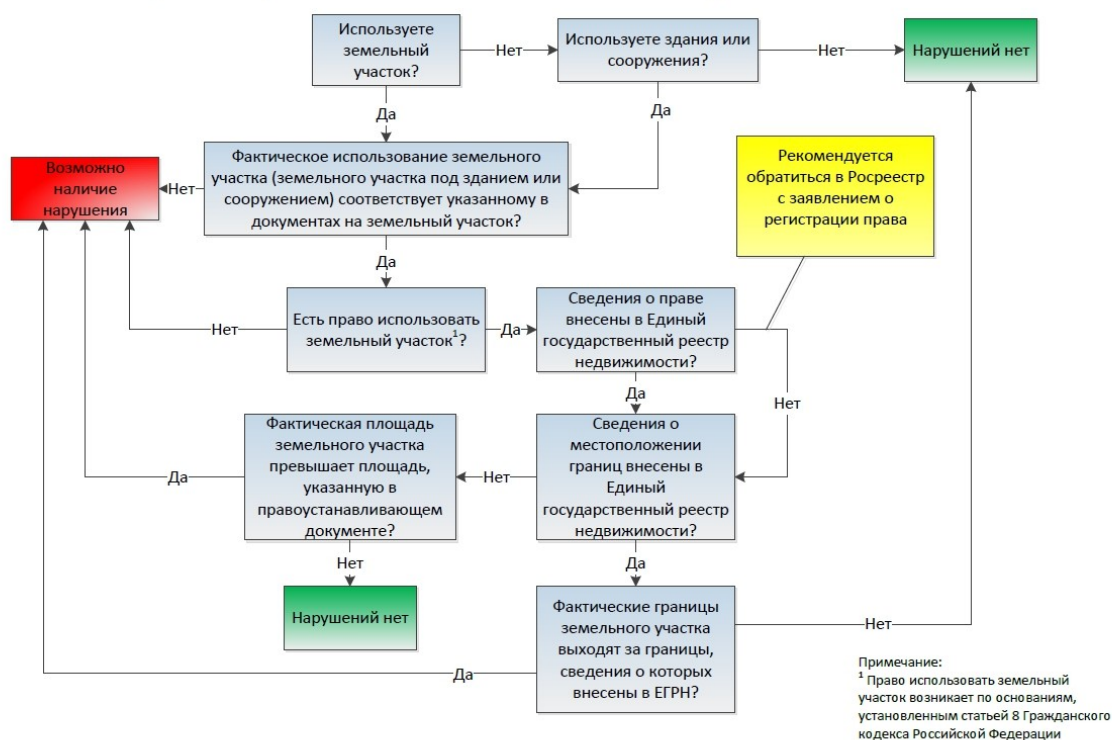 Используете
земельный
участок?
Нет
Используете здания или
сооружения?
Нет
Нарушений нет
Да
Да
Возможно
наличие
нарушения
Нет
Фактическое использование земельного
участка (земельного участка под зданием или
сооружением) соответствует указанному в
документах на земельный участок?
Рекомендуется
обратиться в Росреестр
с заявлением о
регистрации права
Да
Нет
Есть право использовать
земельный участок¹?
Да
Сведения о праве
внесены в Единый
государственный реестр
недвижимости?
Да
Нет
Да
Фактическая площадь
земельного участка
превышает площадь,
указанную в
правоустанавливающем
документе?
Нет
Сведения о
местоположении
границ внесены в
Единый
государственный реестр
недвижимости?
Нет
Да
Нарушений нет
Фактические границы
земельного участка
выходят за границы,
сведения о которых
внесены в ЕГРН?
Нет
Да
Примечание:
¹ Право использовать земельный
участок возникает по основаниям,
установленным статьей 8 Гражданского
кодекса Российской Федерации